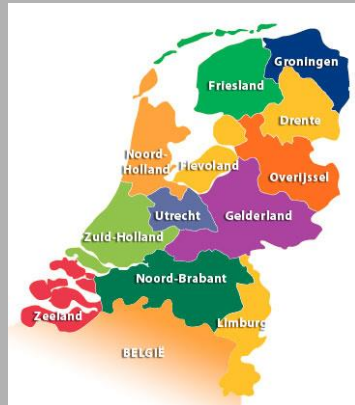 Groningen
Friesland
Drente
Noord-
Holland
Flevoland
Overijssel
Utrecht
Gelderland
Zuid-Holland
Noord-Brabant
Zeeland
Limburg
BELGIË